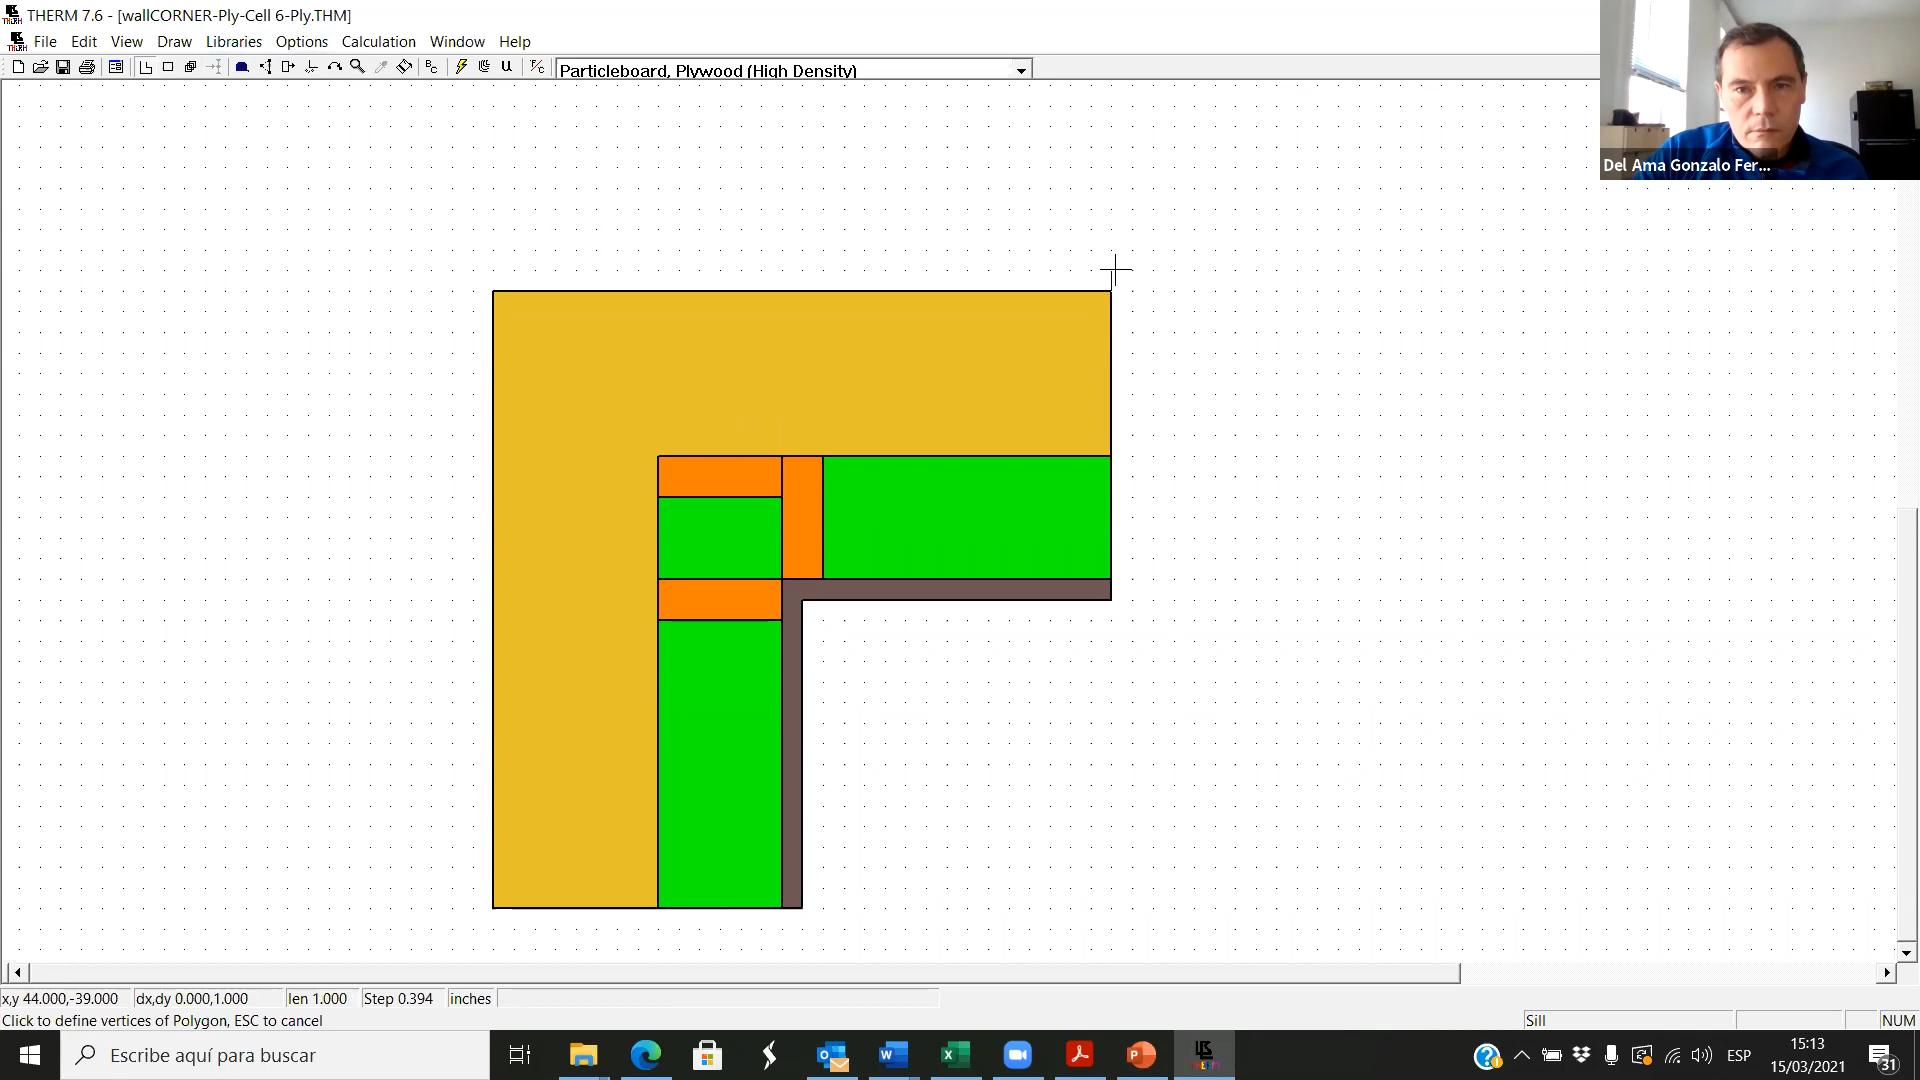 THERM 7.6 - [wallCORNER-Ply-Cell 6-Ply.THM]
File Edit View Draw Libraries Options Calculation Window Help
Particleboard, Plywood (High Density)
Del Ama Gonzalo Fer...
x,y 44.000,-39.000 dx,dy 0.000,1.000 len 1.000 Step 0.394 inches
Click to define vertices of Polygon, ESC to cancel Sill NUM
Escribe aquí para buscar
ESP
15:13
15/03/2021
31